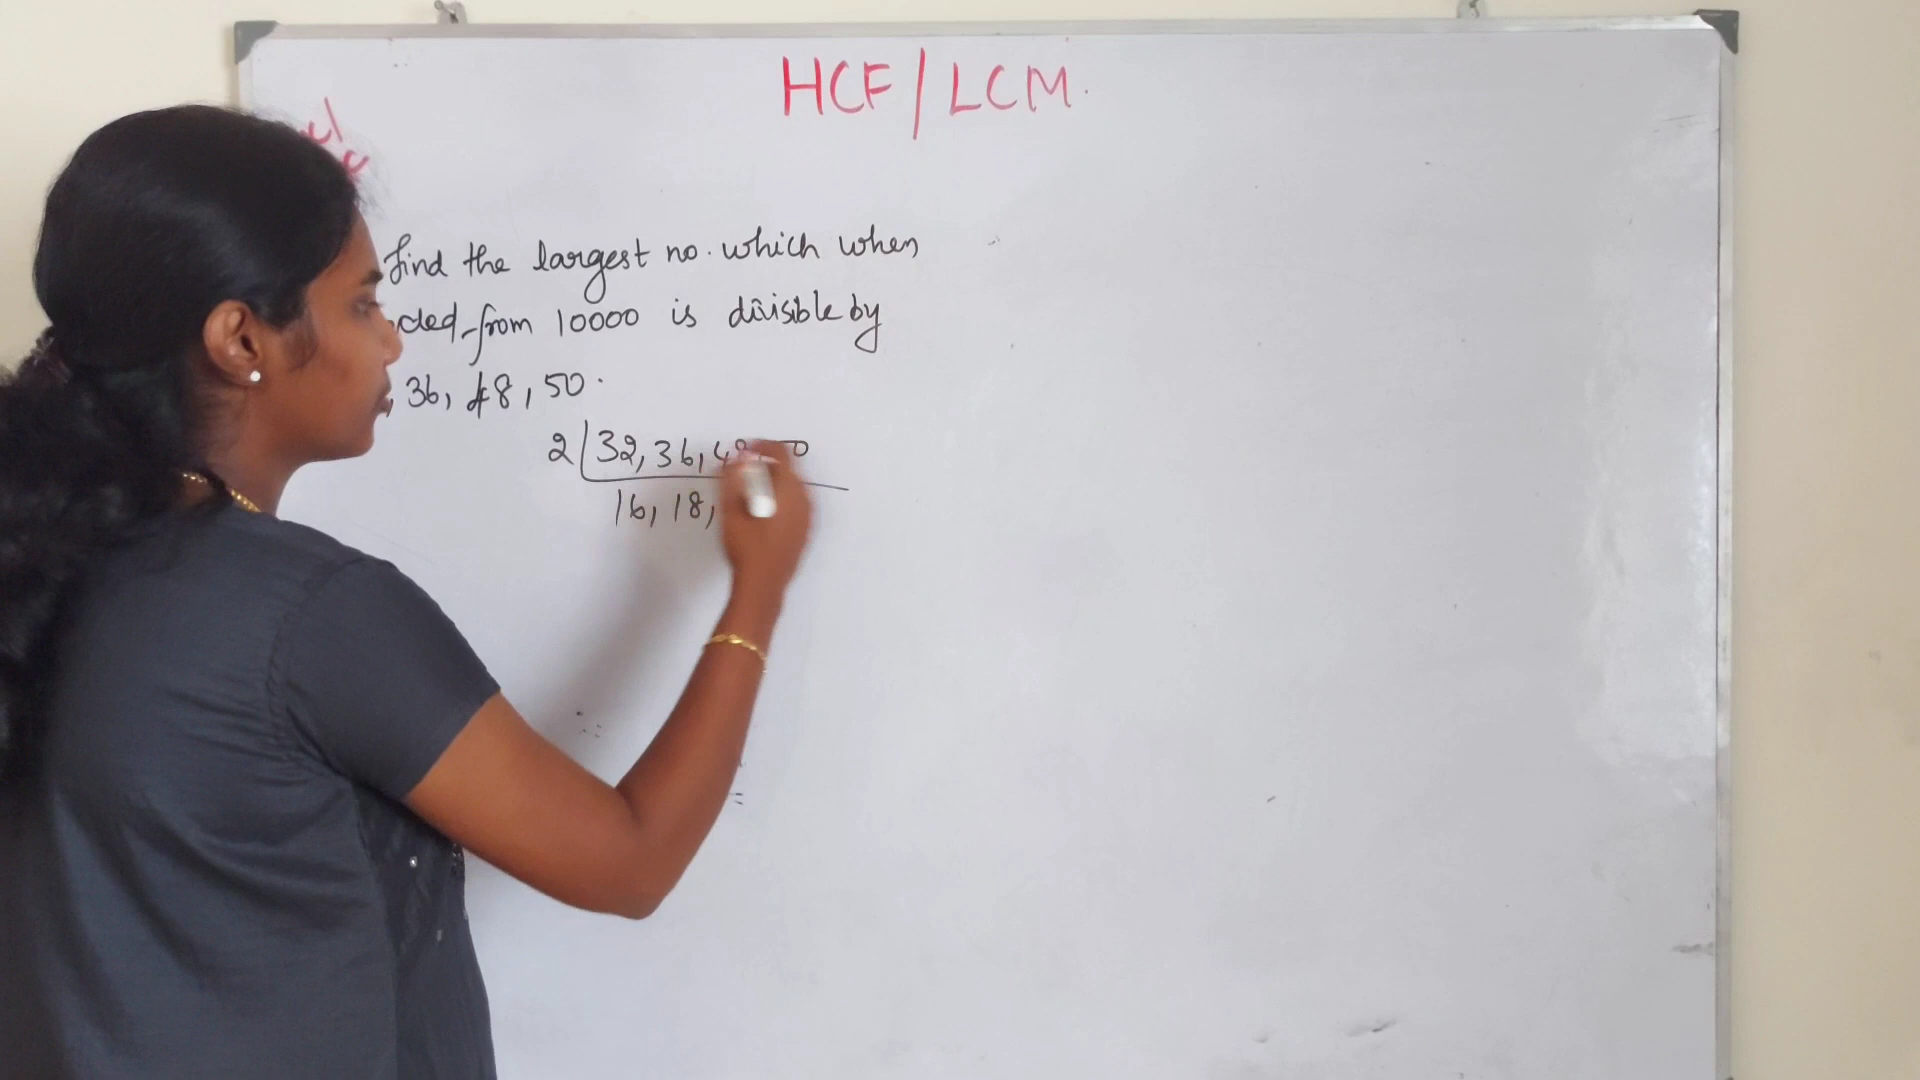 HCF / LCM.
find the largest no. which when
from 10000 is divisible by
36, 48, 50.
2 32, 36, 48,
16, 18,